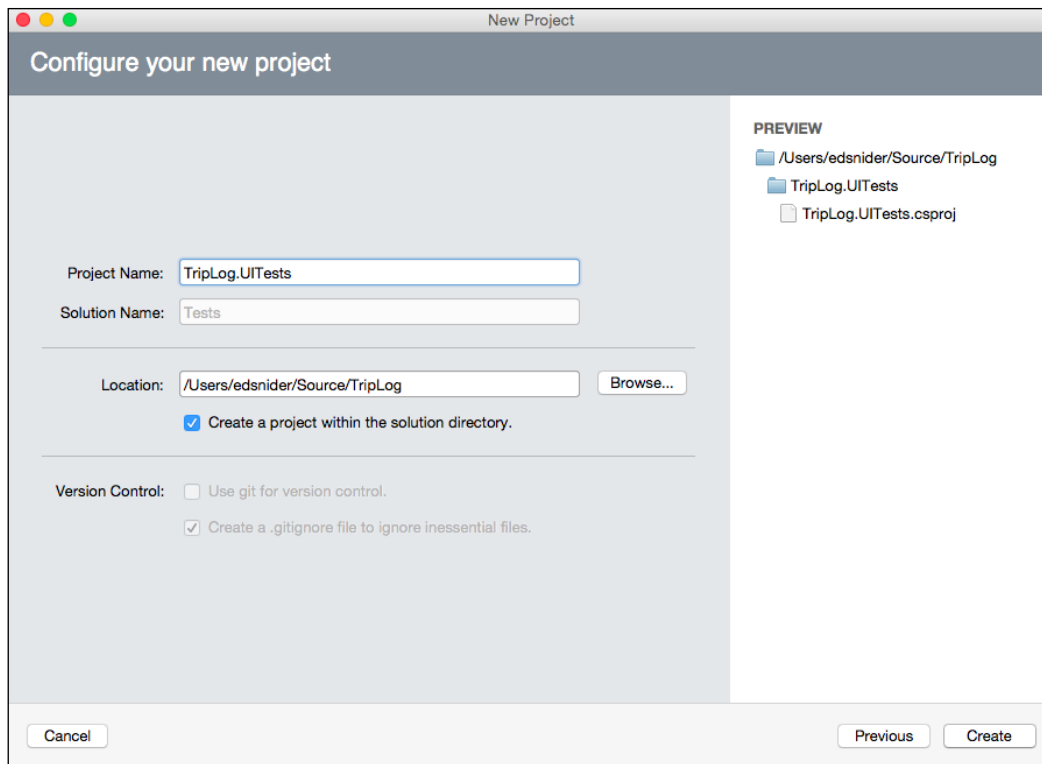 New Project
Configure your new project
PREVIEW
/Users/edsnider/Source/TripLog
TripLog.UITests
TripLog.UITests.csproj
Project Name: TripLog.UITests
Solution Name: Tests
Location: /Users/edsnider/Source/TripLog Browse...
Create a project within the solution directory.
Version Control: Use git for version control.
Create a .gitignore file to ignore inessential files.
Cancel Previous Create